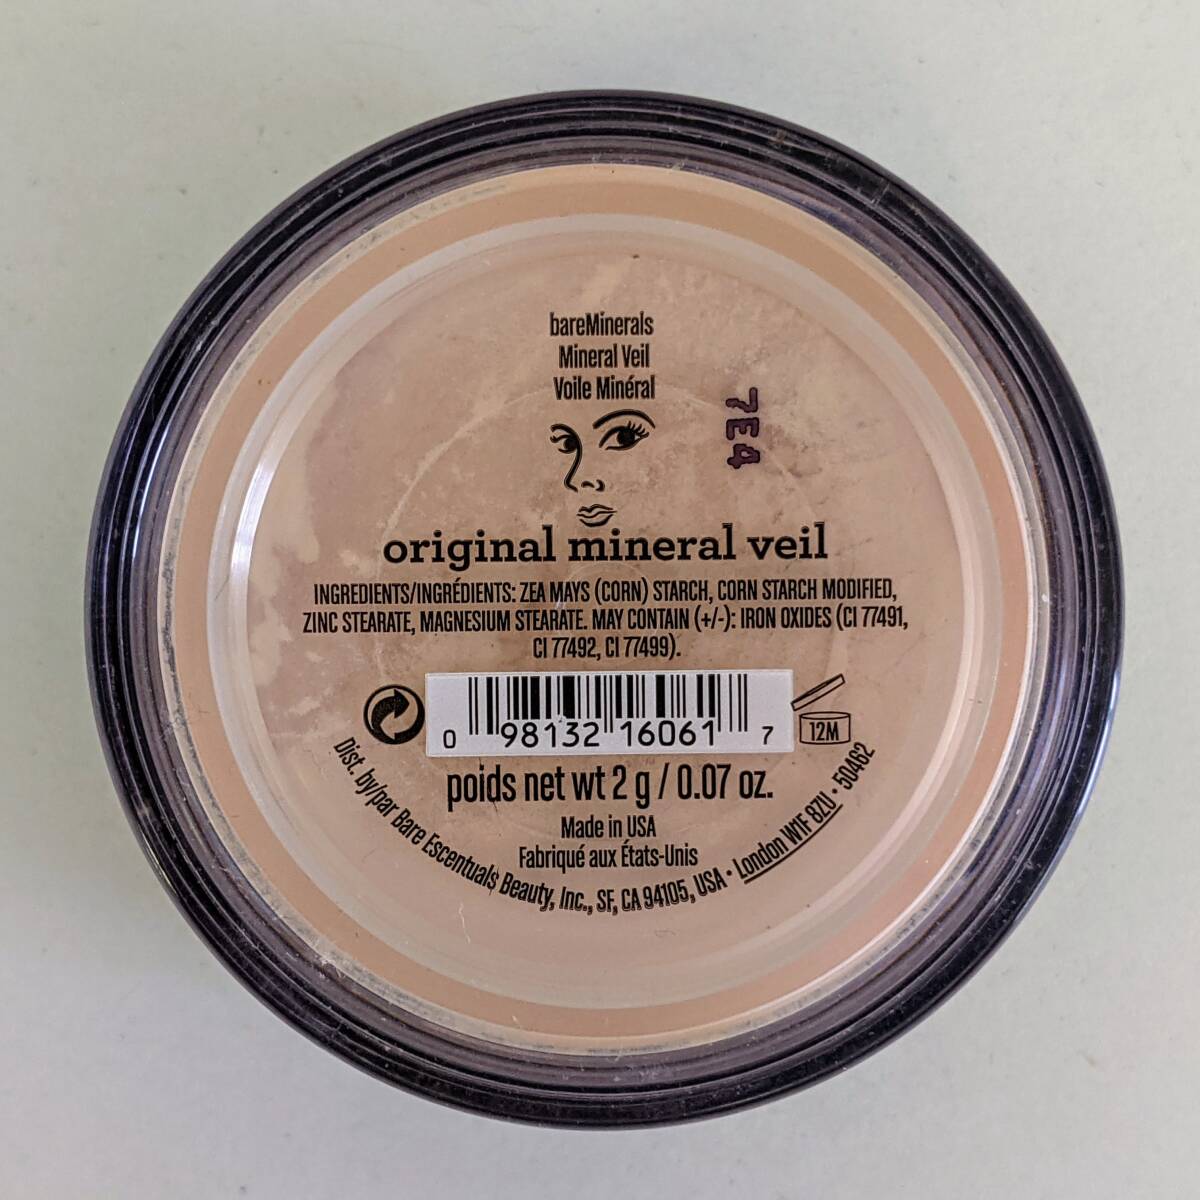 bareMinerals
Mineral Veil
Voile Minéral
7E4
original mineral veil
INGREDIENTS/INGRÉDIENTS: ZEA MAYS (CORN) STARCH, CORN STARCH MODIFIED,
ZINC STEARATE, MAGNESIUM STEARATE. MAY CONTAIN (+/-): IRON OXIDES (CI 77491,
CI 77492, CI 77499).
0 98132 16061 7
12M
poids net wt 2 g / 0.07 oz.
Made in USA
Fabriqué aux États-Unis
Dist. by/par Bare Escentuals Beauty, Inc., SF, CA 94105, USA • London W1F 8ZU • 50462